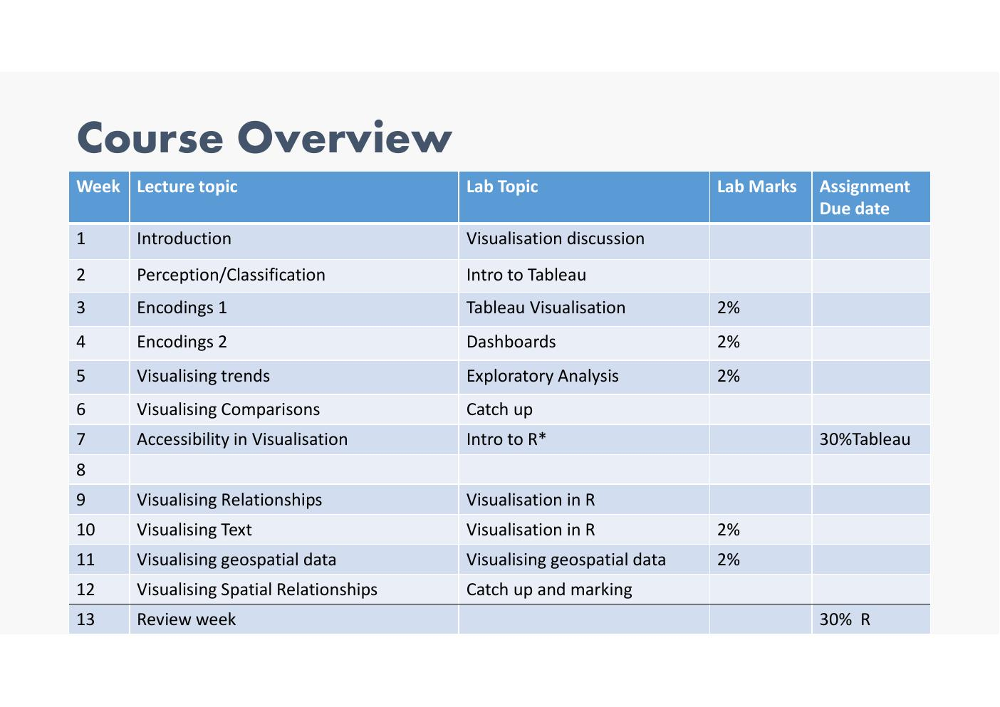 Course Overview
Week Lecture topic Lab Topic Lab Marks Assignment
Due date
1 Introduction Visualisation discussion
2 Perception/Classification Intro to Tableau
3 Encodings 1 Tableau Visualisation 2%
4 Encodings 2 Dashboards 2%
5 Visualising trends Exploratory Analysis 2%
6 Visualising Comparisons Catch up
7 Accessibility in Visualisation Intro to R* 30%Tableau
8
9 Visualising Relationships Visualisation in R
10 Visualising Text Visualisation in R 2%
11 Visualising geospatial data Visualising geospatial data 2%
12 Visualising Spatial Relationships Catch up and marking
13 Review week 30% R